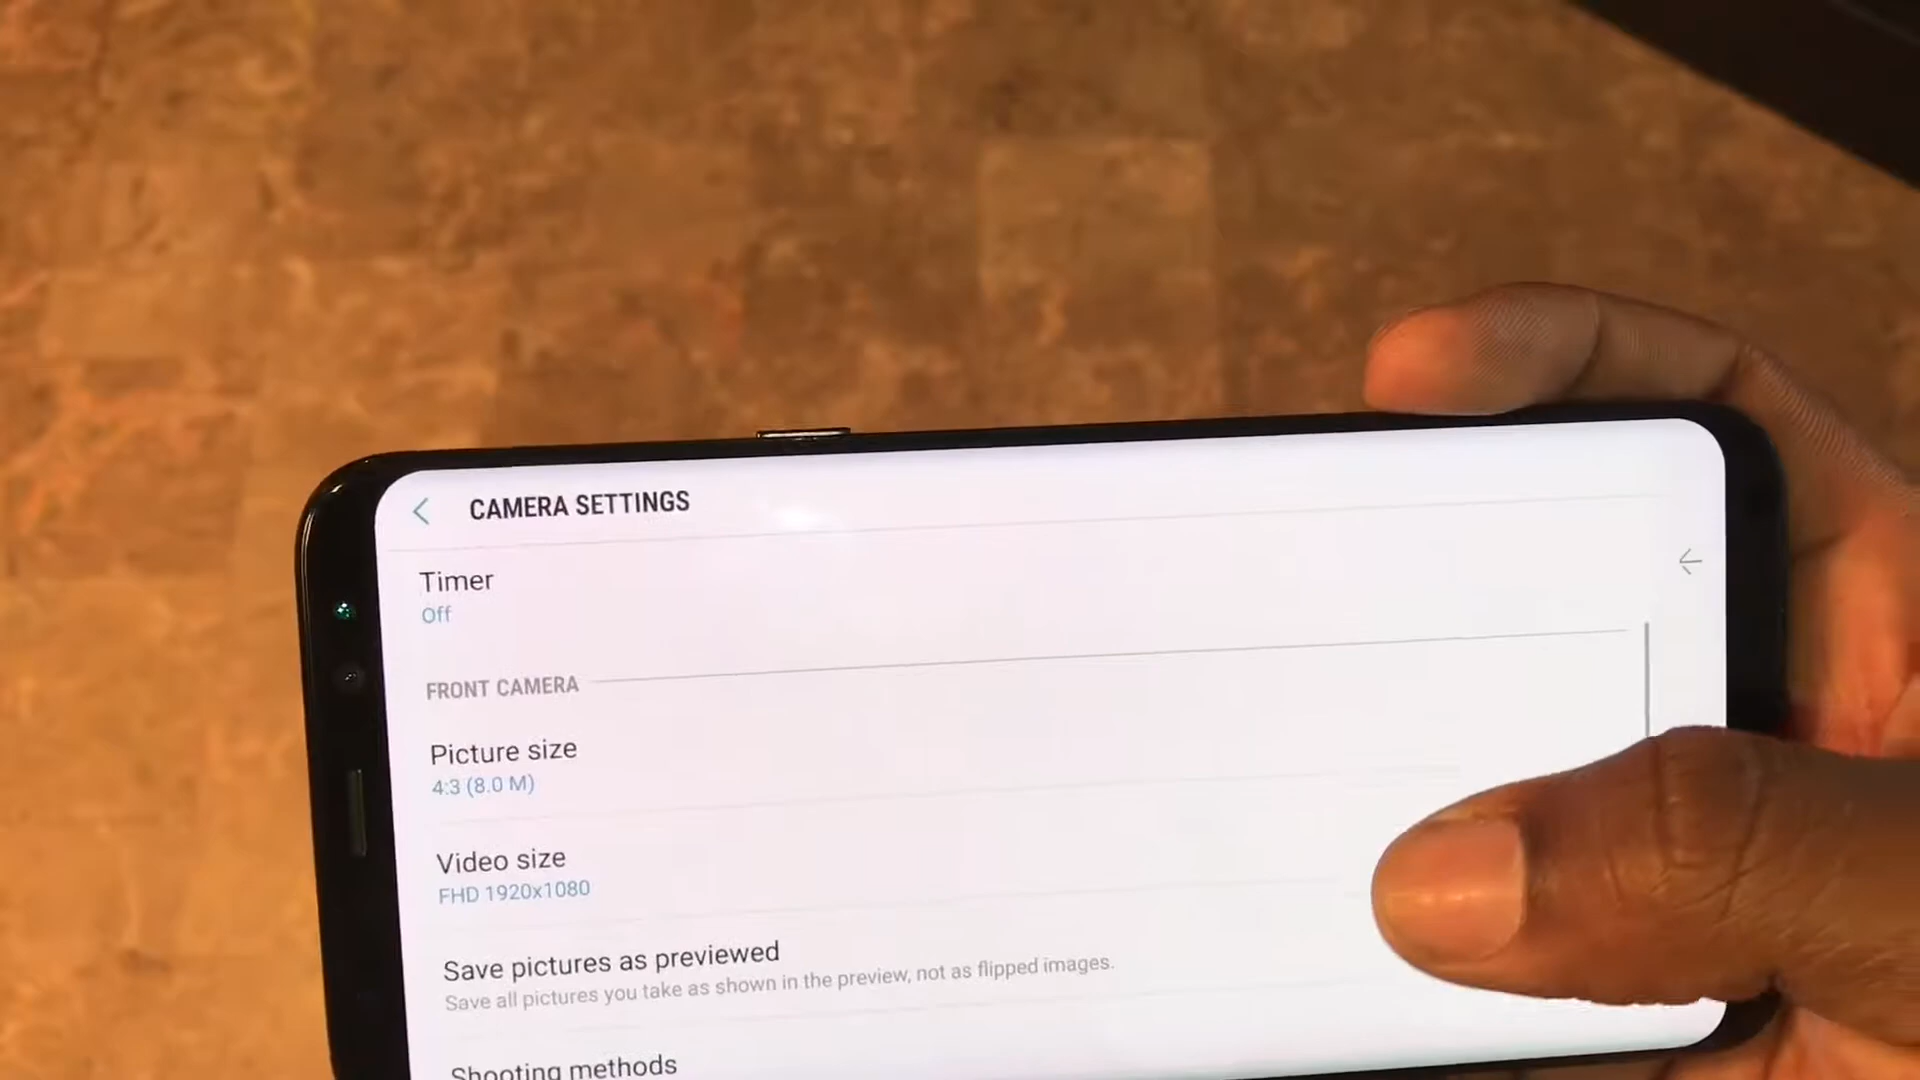 CAMERA SETTINGS
Timer
Off
FRONT CAMERA
Picture size
4:3 (8.0 M)
Video size
FHD 1920x1080
Save pictures as previewed
Save all pictures you take as shown in the preview, not as flipped images.
Shooting methods